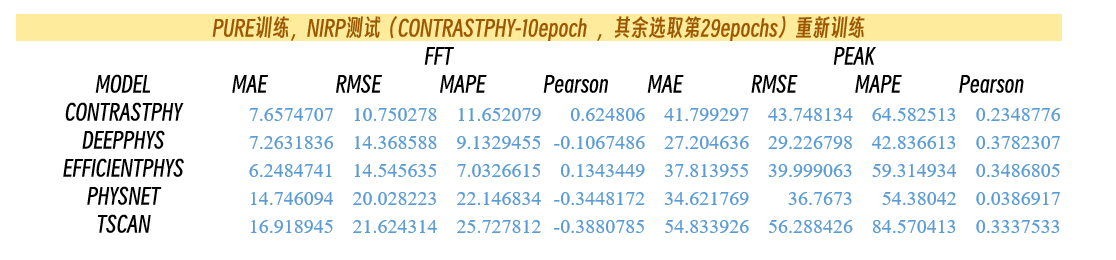 PURE训练，NIRP测试（CONTRASTPHY-10epoch ，其余选取第29epochs）重新训练
FFT PEAK
MODEL MAE RMSE MAPE Pearson MAE RMSE MAPE Pearson
CONTRASTPHY 7.6574707 10.750278 11.652079 0.624806 41.799297 43.748134 64.582513 0.2348776
DEEPPHYS 7.2631836 14.368588 9.1329455 -0.1067486 27.204636 29.226798 42.836613 0.3782307
EFFICIENTPHYS 6.2484741 14.545635 7.0326615 0.1343449 37.813955 39.999063 59.314934 0.3486805
PHYSNET 14.746094 20.028223 22.146834 -0.3448172 34.621769 36.7673 54.38042 0.0386917
TSCAN 16.918945 21.624314 25.727812 -0.3880785 54.833926 56.288426 84.570413 0.3337533